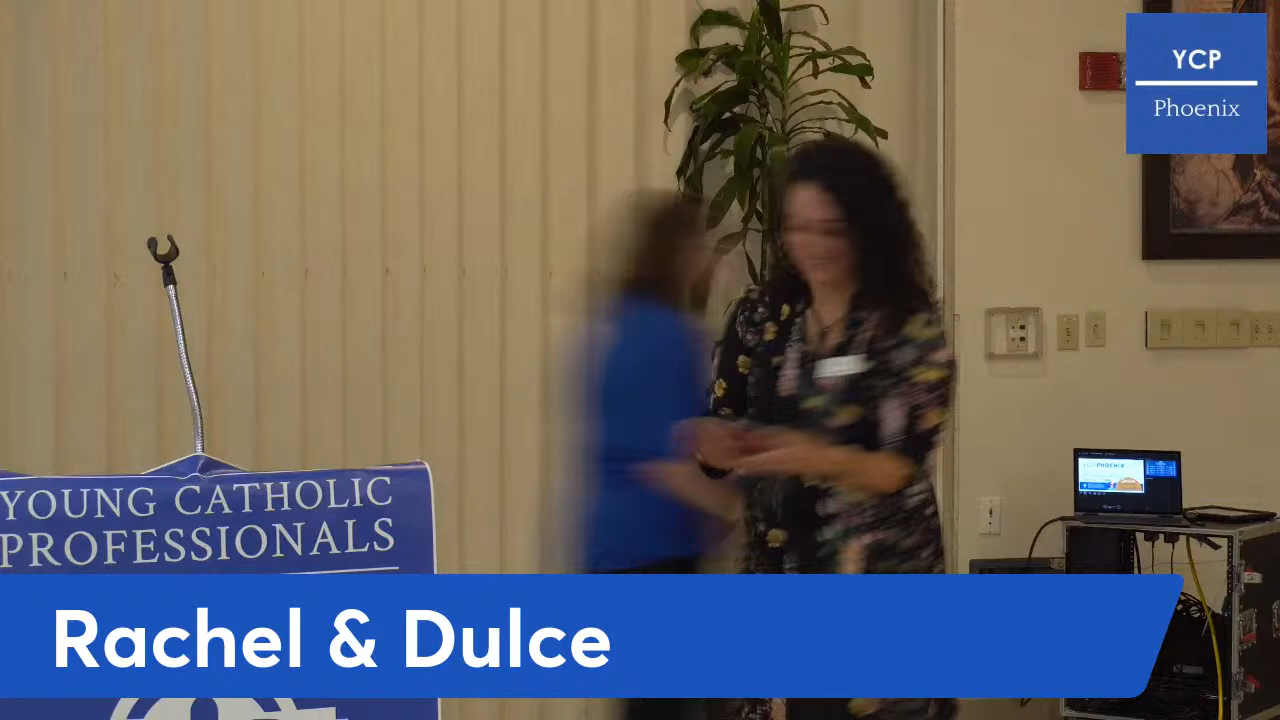 YCP
Phoenix
YOUNG CATHOLIC
PROFESSIONALS
Rachel & Dulce